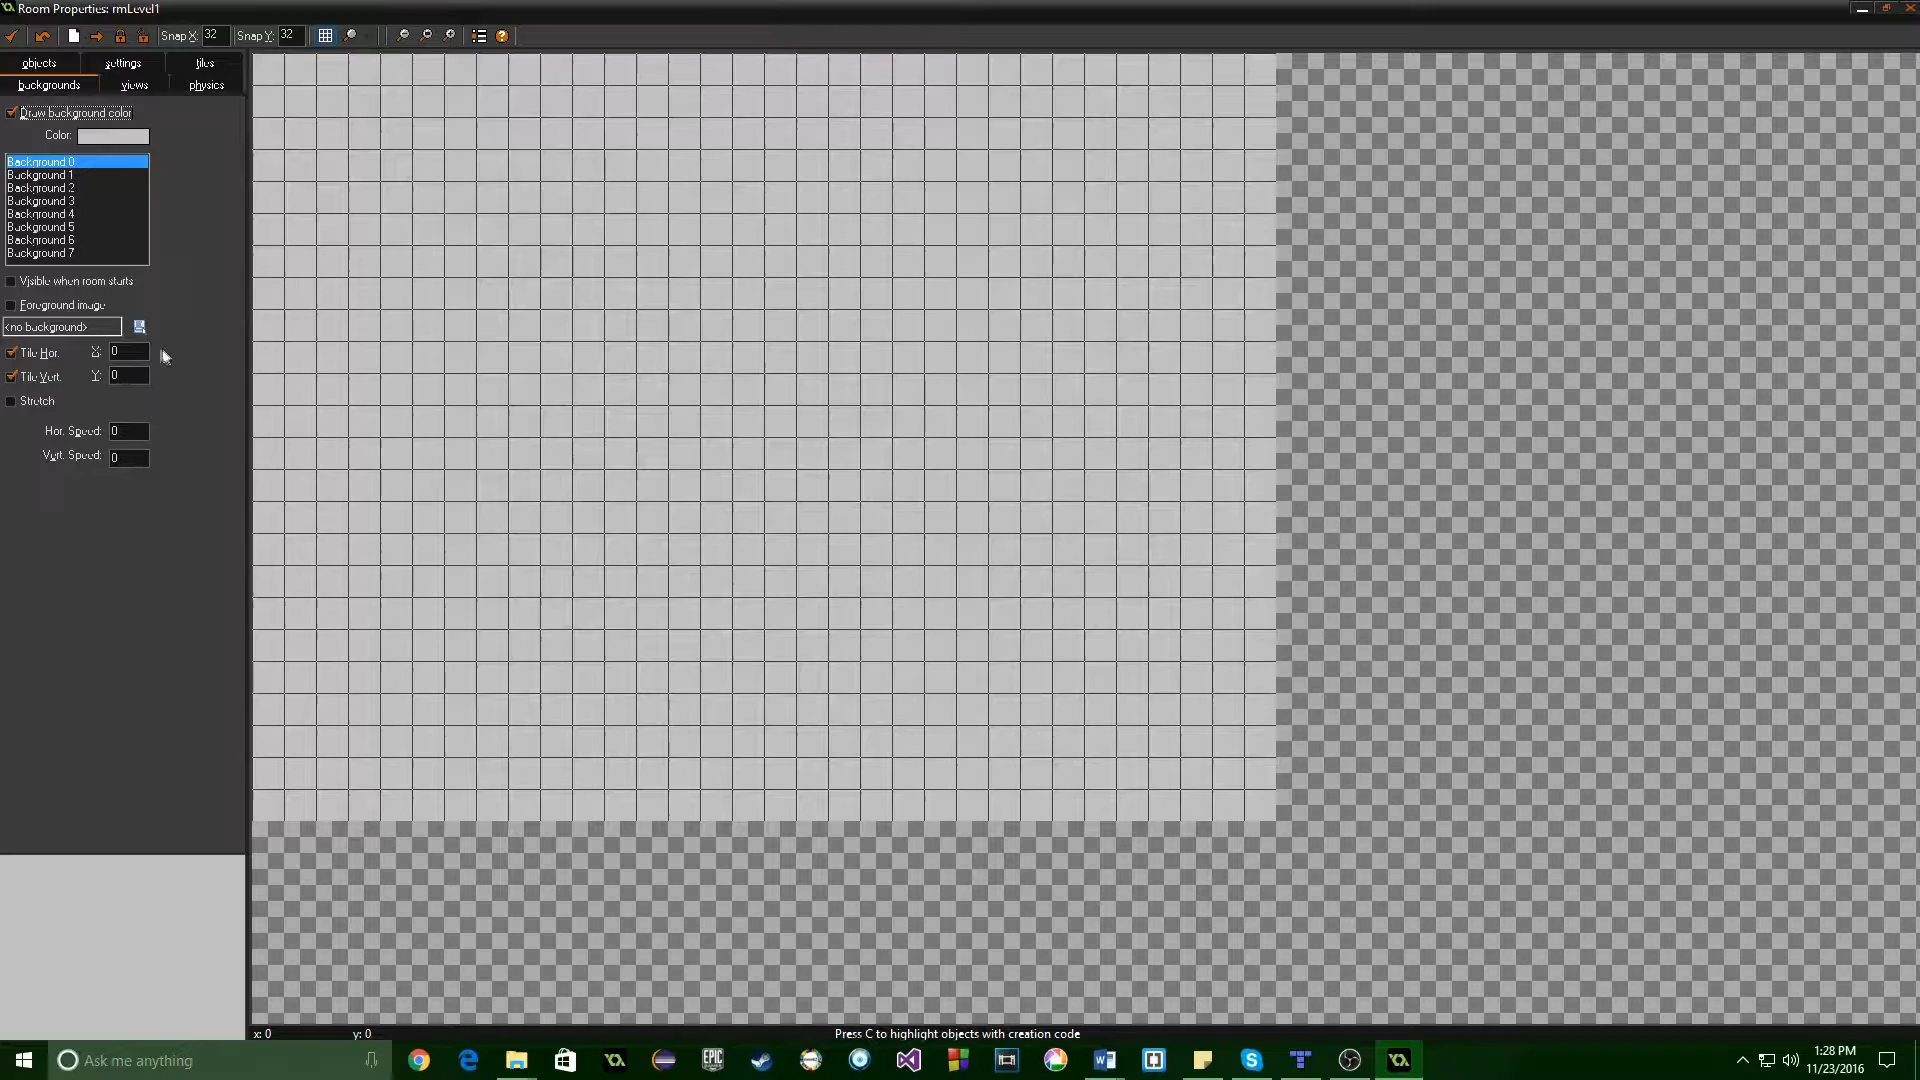 Room Properties: rmLevel1
Snap X: 32 Snap Y: 32
objects settings tiles
backgrounds views physics
Draw background color
Color:
Background 0
Background 1
Background 2
Background 3
Background 4
Background 5
Background 6
Background 7
Visible when room starts
Foreground image
<no background>
Tile Hor. X: 0
Tile Vert. Y: 0
Stretch
Hor. Speed: 0
Vert. Speed: 0
x: 0 y: 0 Press C to highlight objects with creation code
Ask me anything
EPIC GAMES
1:28 PM
11/23/2016